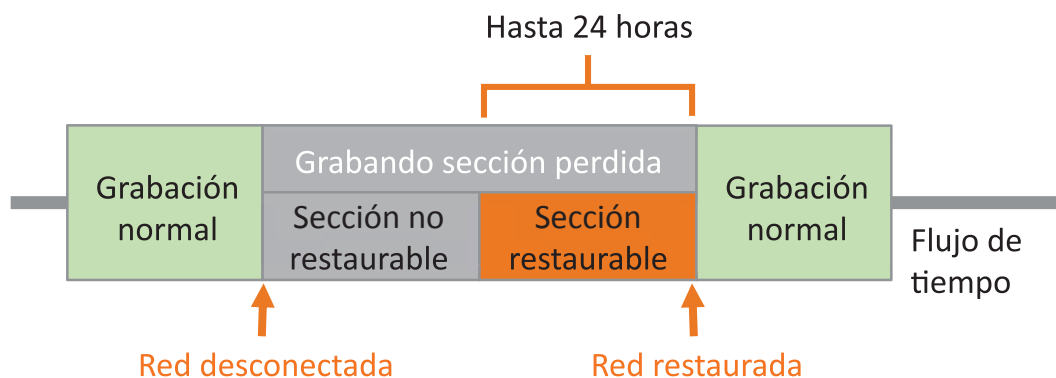 Hasta 24 horas
Grabando sección perdida
Grabación
normal
Sección no
restaurable
Sección
restaurable
Grabación
normal
Flujo de
tiempo
Red desconectada
Red restaurada